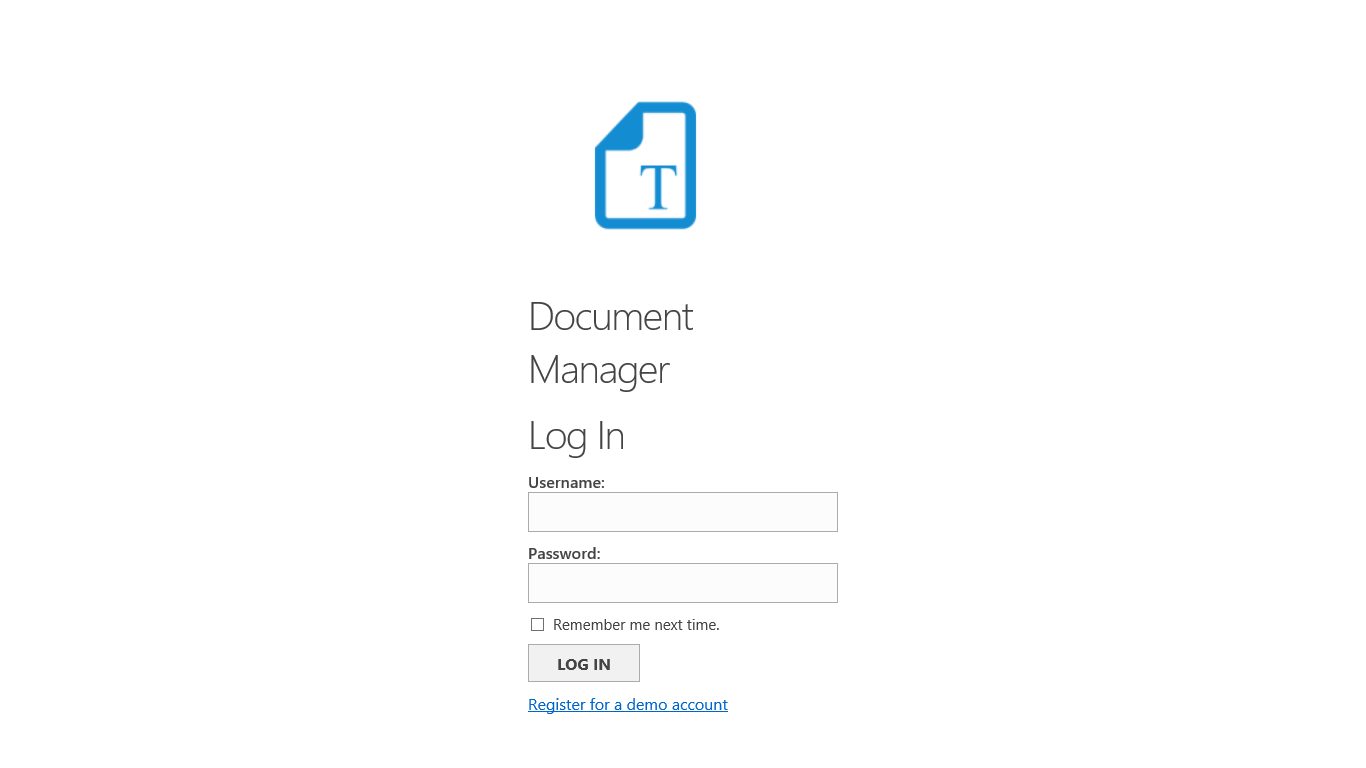 T
Document
Manager
Log In
Username:
Password:
Remember me next time.
LOG IN
Register for a demo account